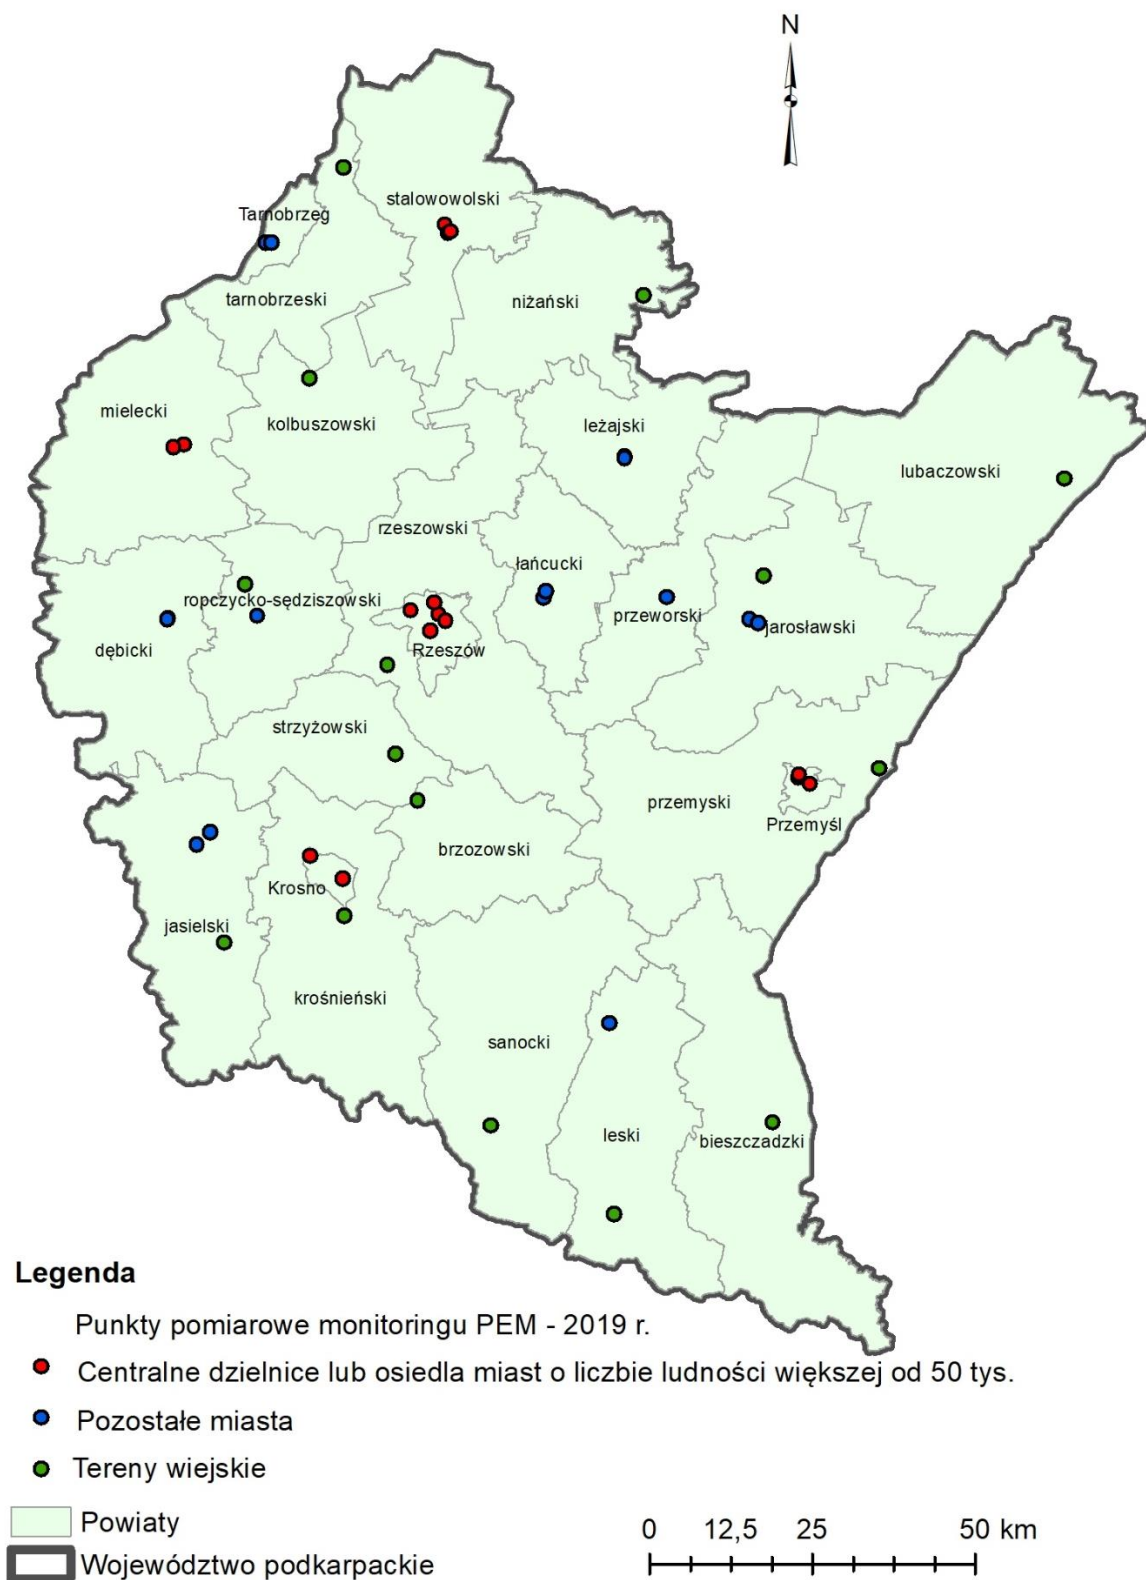 N
stalowowolski
Tarnobrzeg
tarnobrzeski
niżański
mielecki
kolbuszowski
leżajski
lubaczowski
rzeszowski
łańcucki
ropczycko-sędziszowski
przeworski
jarosławski
dębicki
Rzeszów
strzyżowski
przemyski
Przemyśl
brzozowski
Krosno
jasielski
krośnieński
sanocki
leski
bieszczadzki
Legenda
Punkty pomiarowe monitoringu PEM - 2019 r.
Centralne dzielnice lub osiedla miast o liczbie ludności większej od 50 tys.
Pozostałe miasta
Tereny wiejskie
Powiaty
Województwo podkarpackie
0 12,5 25 50 km